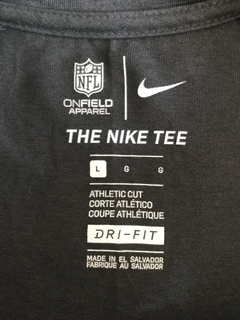 NFL
ONFIELD
APPAREL
THE NIKE TEE
L G G
ATHLETIC CUT
CORTE ATLÉTICO
COUPE ATHLÉTIQUE
DRI-FIT
MADE IN EL SALVADOR
FABRIQUE AU SALVADOR